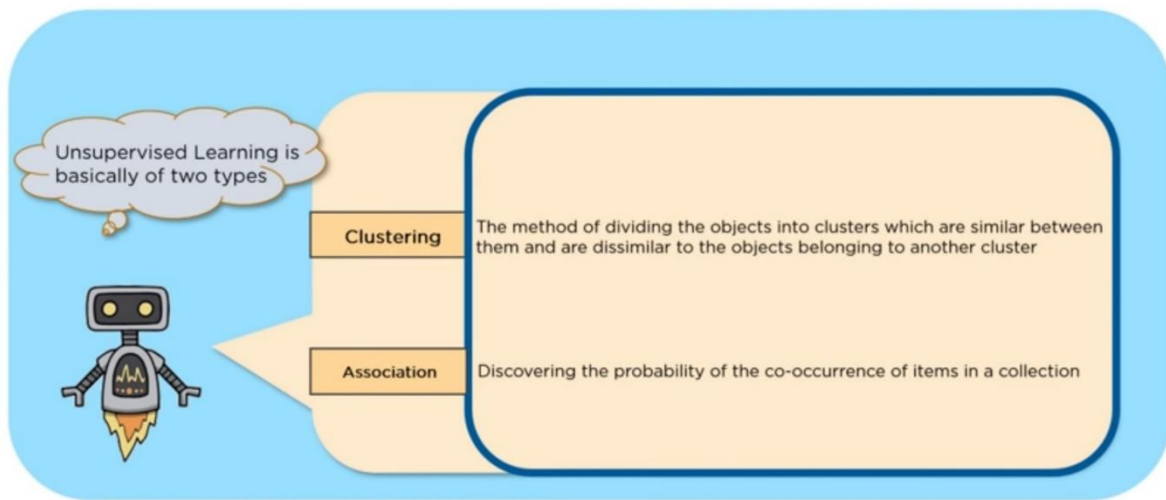 Unsupervised Learning is
basically of two types
Clustering
The method of dividing the objects into clusters which are similar between
them and are dissimilar to the objects belonging to another cluster
Association
Discovering the probability of the co-occurrence of items in a collection